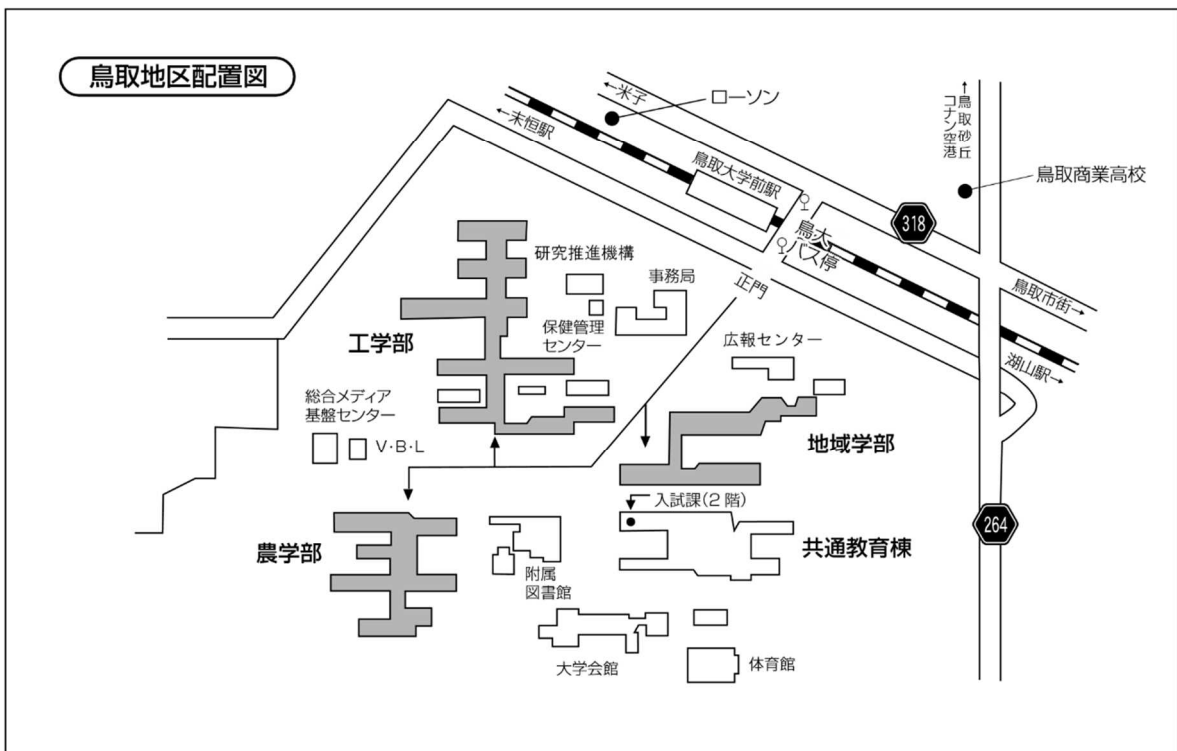 鳥取地区配置図
←米子
ローソン
←末恒駅
鳥取大学前駅
↑鳥取砂丘
コナン空港
鳥取商業高校
318
鳥大
バス停
鳥取市街→
湖山駅→
正門
研究推進機構
事務局
保健管理
センター
工学部
広報センター
総合メディア
基盤センター
V・B・L
地域学部
入試課(2階)
264
農学部
附属
図書館
共通教育棟
大学会館
体育館